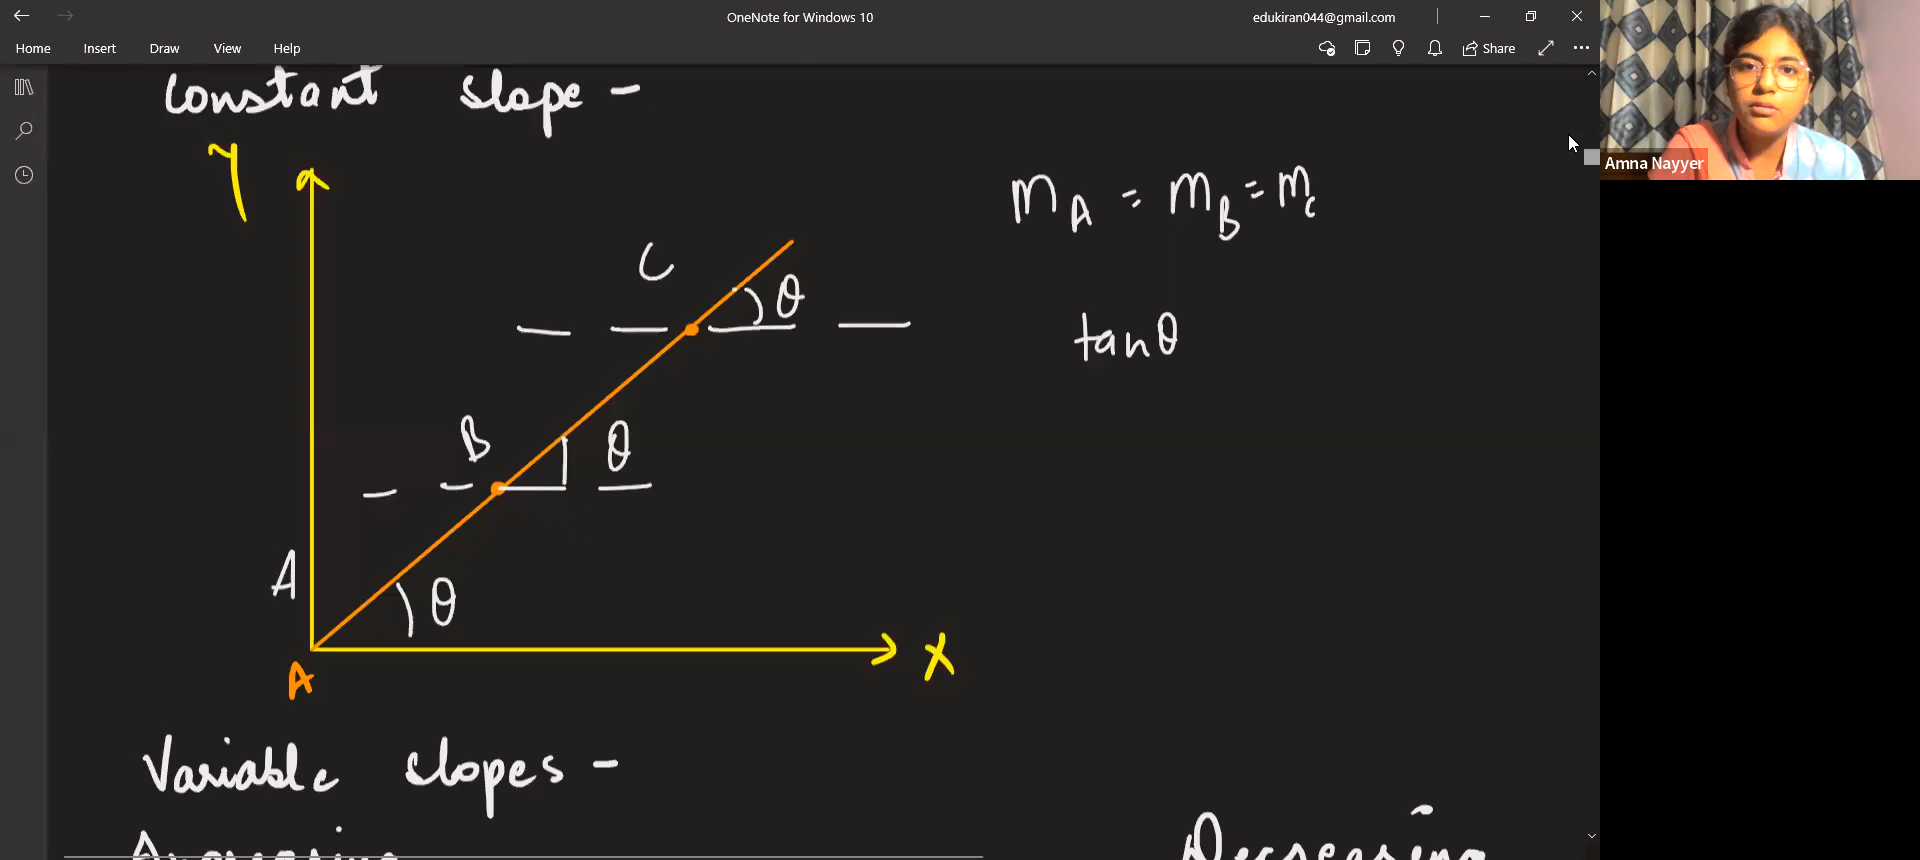 OneNote for Windows 10
edukiran044@gmail.com
Home Insert Draw View Help
Share
Constant slope -
Y
Amna Nayyer
mA = mB = mC
C
θ
tanθ
B
θ
A
θ
X
A
Variable slopes -
Decreasing